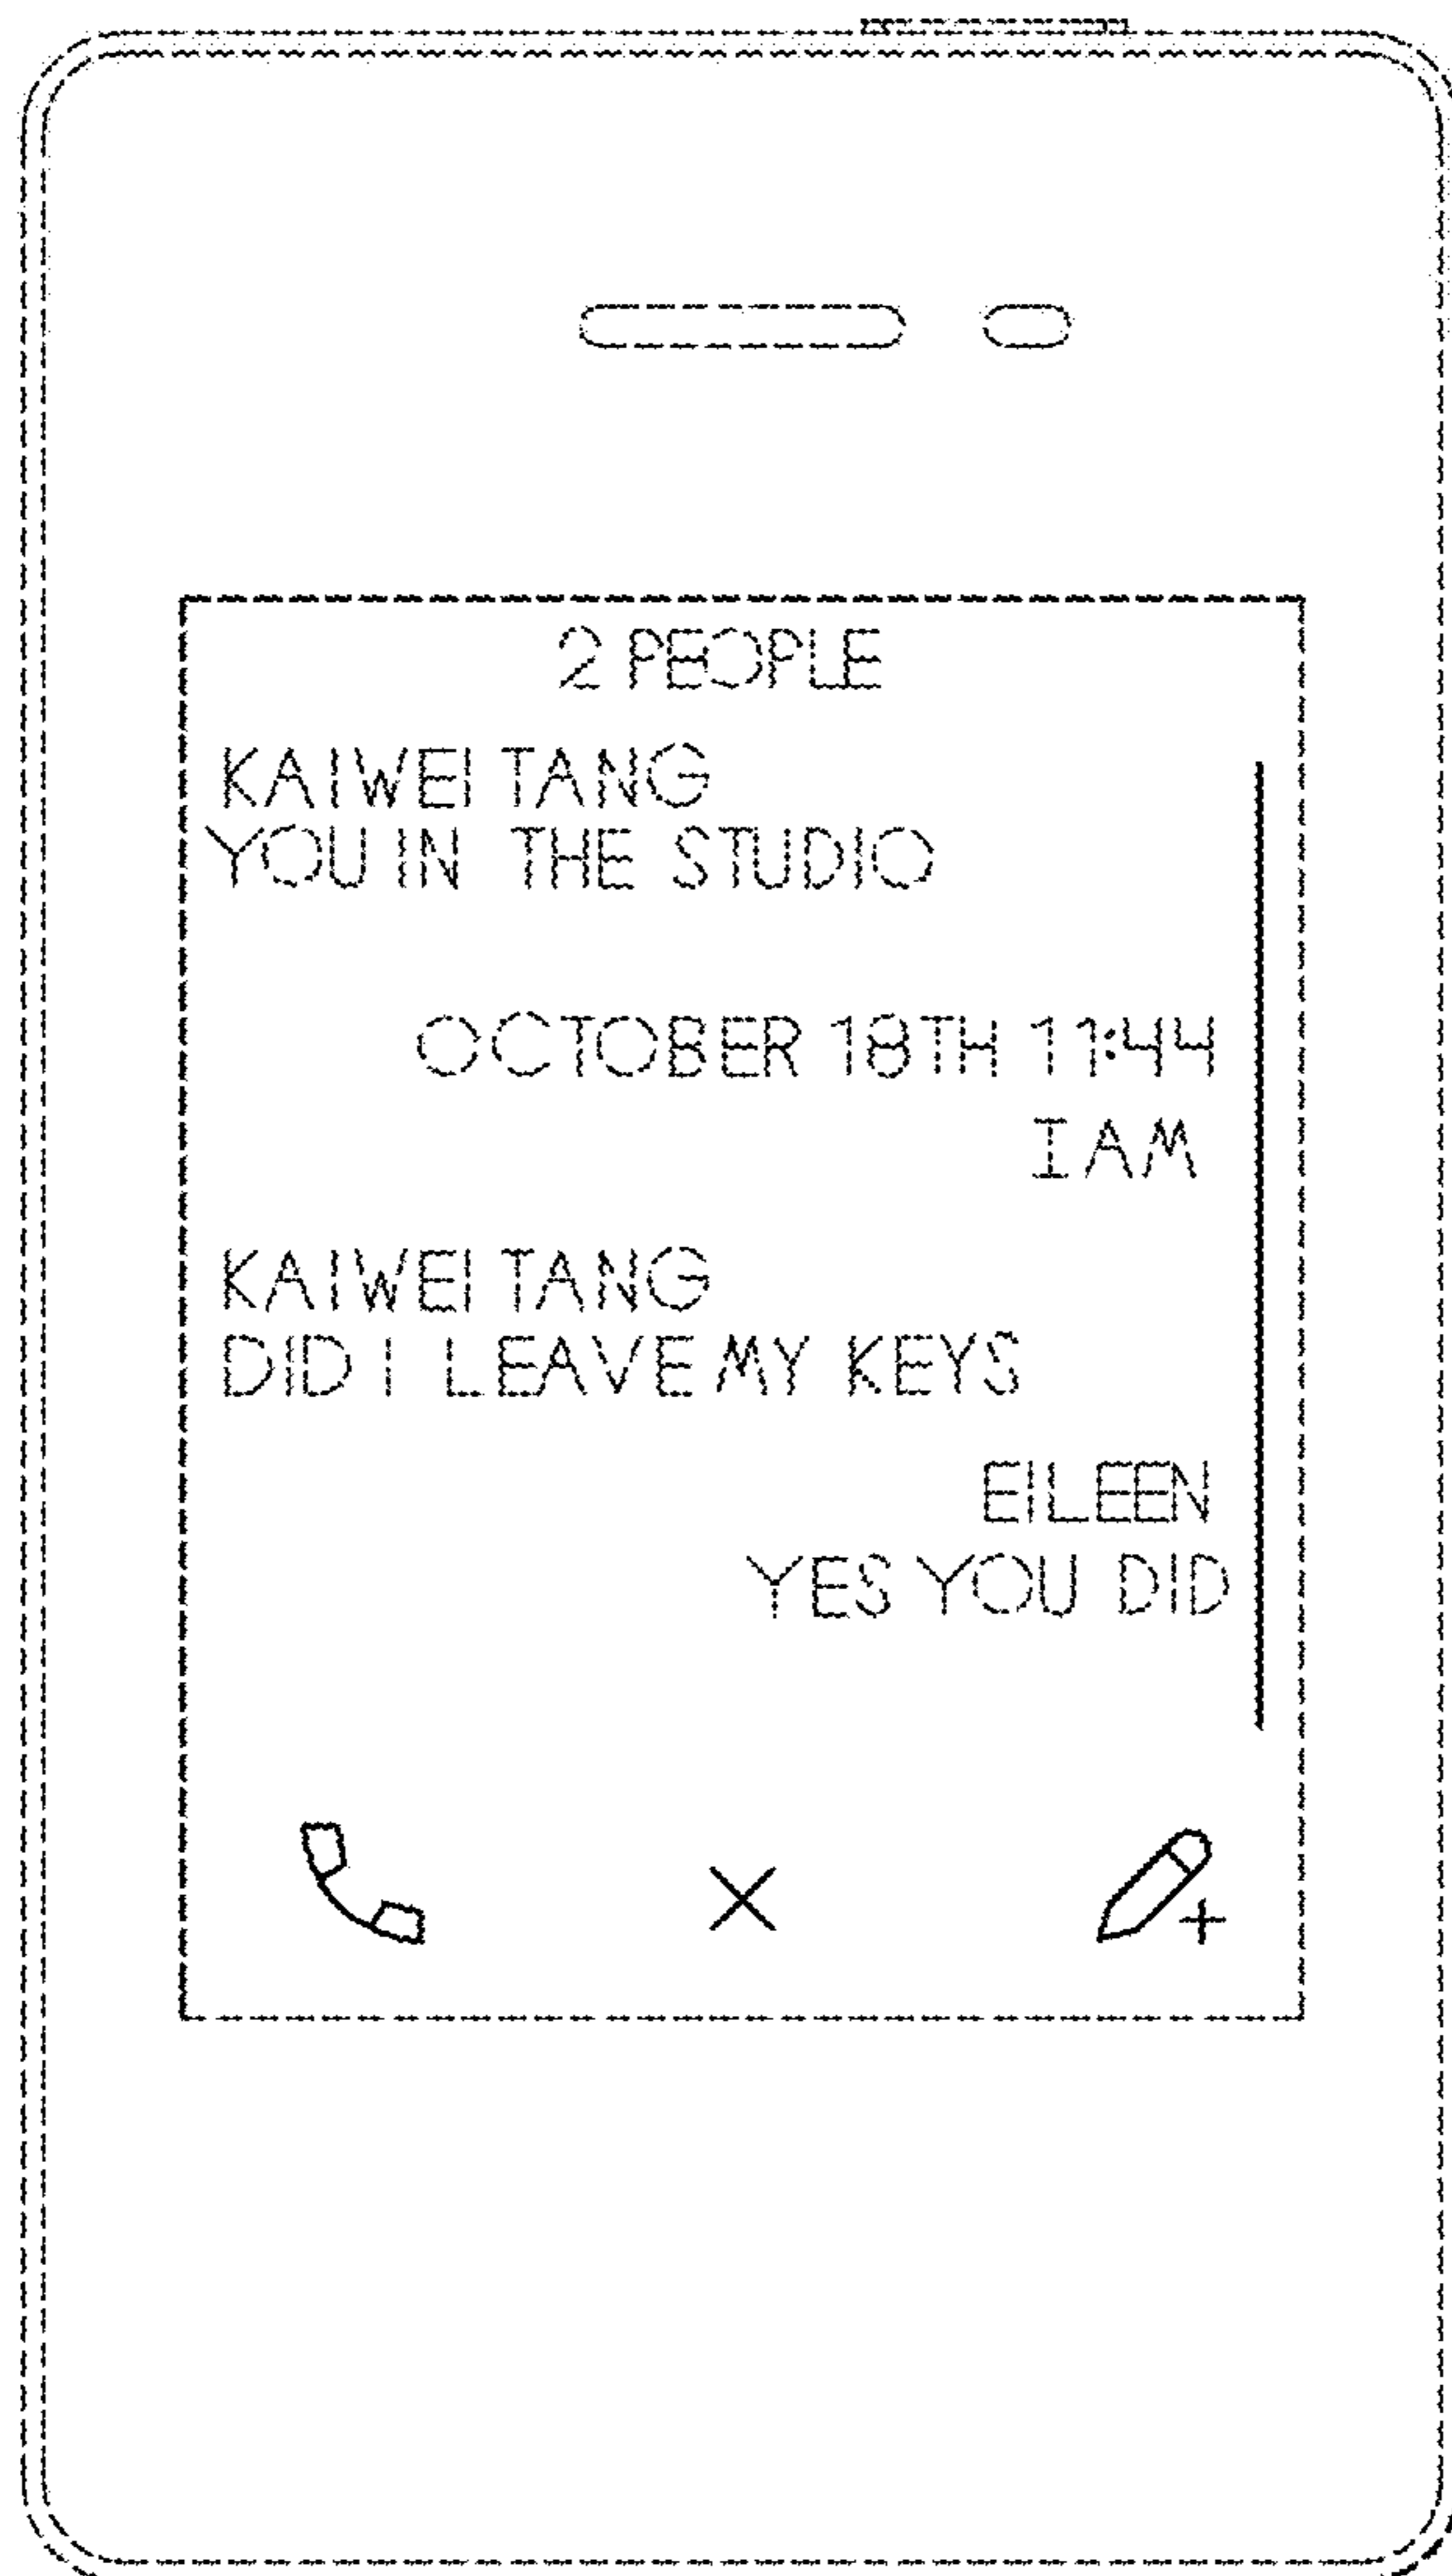 2 PEOPLE
KAIWEI TANG
YOU IN THE STUDIO
OCTOBER 18TH 11:44
I AM
KAIWEI TANG
DID I LEAVE MY KEYS
EILEEN
YES YOU DID